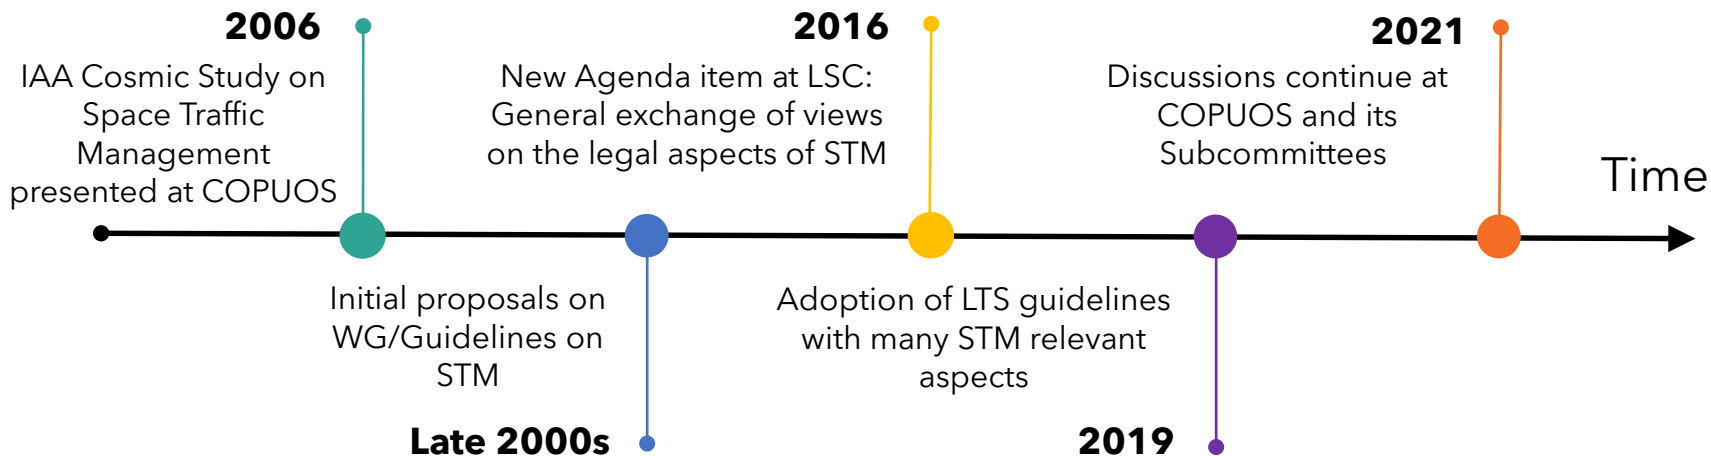 2006
IAA Cosmic Study on
Space Traffic
Management
presented at COPUOS
Initial proposals on
WG/Guidelines on
STM
Late 2000s
2016
New Agenda item at LSC:
General exchange of views
on the legal aspects of STM
Adoption of LTS guidelines
with many STM relevant
aspects
2019
2021
Discussions continue at
COPUOS and its
Subcommittees
Time